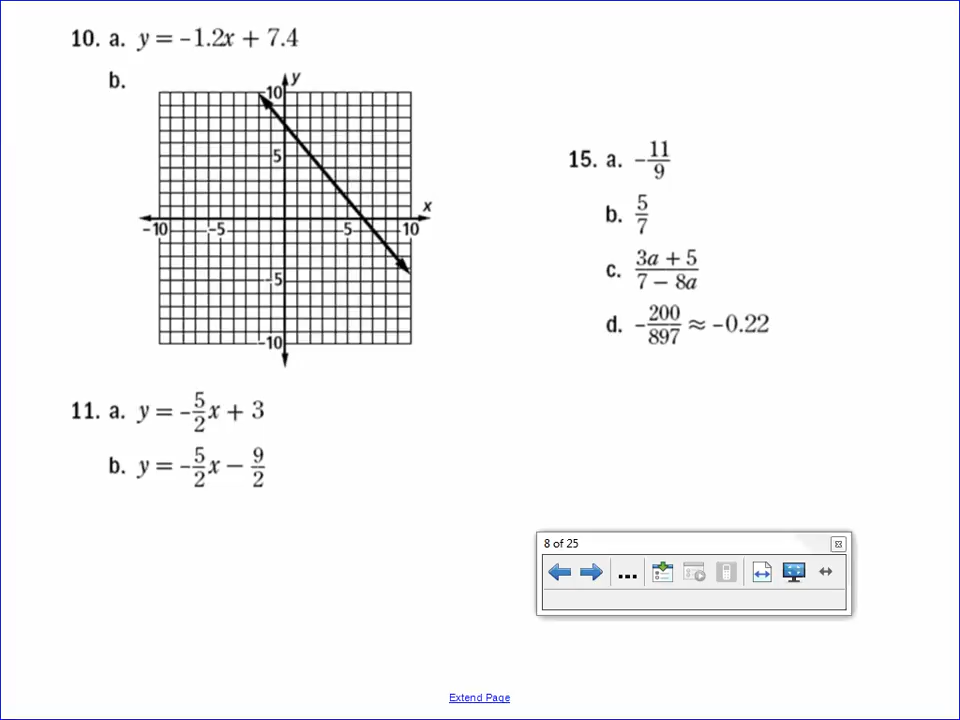 10. a. y = -1.2x + 7.4
b.
y
10
5
x
-10 -5 5 10
-5
-10
11. a. y = -5/2x + 3
b. y = -5/2x - 9/2
15. a. -11/9
b. 5/7
c. 3a + 5/7 - 8a
d. -200/897 ≈ -0.22
8 of 25
...
Extend Page